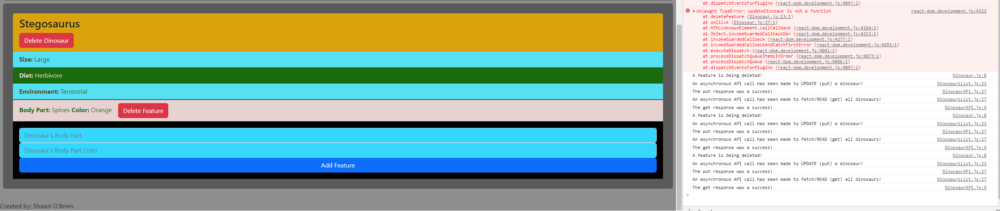 Stegosaurus
Delete Dinosaur
Size: Large
Diet: Herbivore
Environment: Terrestrial
Body Part: Spines Color: Orange Delete Feature
Dinosaur's Body Part
Dinosaur's Body Part Color
Add Feature
Created by: Shawn O'Brien
at dispatchEventsForPlugins (react-dom.development.js:9097:1)
Uncaught TypeError: updateDinosaur is not a function react-dom.development.js:4312
at deleteFeature (Dinosaur.js:13:1)
at onClick (Dinosaur.js:27:1)
at HTMLUnknownElement.callCallback (react-dom.development.js:4164:1)
at Object.invokeGuardedCallbackDev (react-dom.development.js:4213:1)
at invokeGuardedCallback (react-dom.development.js:4277:1)
at invokeGuardedCallbackAndCatchFirstError (react-dom.development.js:4291:1)
at executeDispatch (react-dom.development.js:9041:1)
at processDispatchQueueItemsInOrder (react-dom.development.js:9073:1)
at processDispatchQueue (react-dom.development.js:9086:1)
at dispatchEventsForPlugins (react-dom.development.js:9097:1)
A feature is being deleted! Dinosaur.js:8
An asynchronous API call has been made to UPDATE (put) a dinosaur! DinosaursList.js:23
The put response was a success! DinosaurAPI.js:27
An asynchronous API call has been made to fetch/READ (get) all dinosaurs! DinosaursList.js:17
The get response was a success! DinosaurAPI.js:9
A feature is being deleted! Dinosaur.js:8
An asynchronous API call has been made to UPDATE (put) a dinosaur! DinosaursList.js:23
The put response was a success! DinosaurAPI.js:27
An asynchronous API call has been made to fetch/READ (get) all dinosaurs! DinosaursList.js:17
The get response was a success! DinosaurAPI.js:9
A feature is being deleted! Dinosaur.js:8
An asynchronous API call has been made to UPDATE (put) a dinosaur! DinosaursList.js:23
The put response was a success! DinosaurAPI.js:27
An asynchronous API call has been made to fetch/READ (get) all dinosaurs! DinosaursList.js:17
The get response was a success! DinosaurAPI.js:9